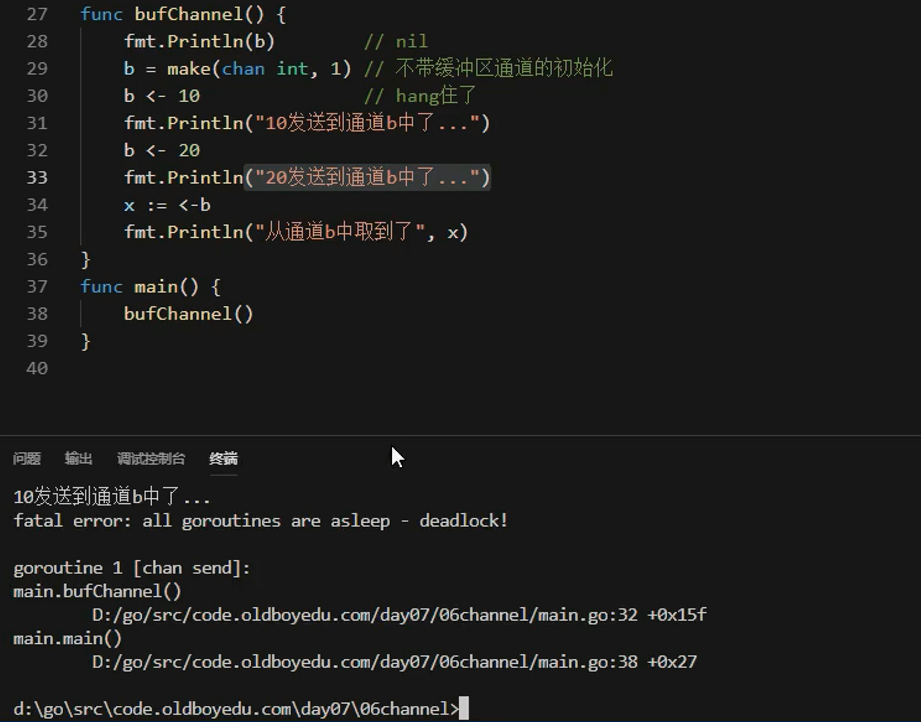 27 func bufChannel() {
28     fmt.Println(b)         // nil
29     b = make(chan int, 1) // 不带缓冲区通道的初始化
30     b <- 10                // hang住了
31     fmt.Println("10发送到通道b中了...")
32     b <- 20
33     fmt.Println("20发送到通道b中了...")
34     x := <-b
35     fmt.Println("从通道b中取到了", x)
36 }
37 func main() {
38     bufChannel()
39 }
40
问题 输出 调试控制台 终端
10发送到通道b中了...
fatal error: all goroutines are asleep - deadlock!
goroutine 1 [chan send]:
main.bufChannel()
        D:/go/src/code.oldboyedu.com/day07/06channel/main.go:32 +0x15f
main.main()
        D:/go/src/code.oldboyedu.com/day07/06channel/main.go:38 +0x27
d:\go\src\code.oldboyedu.com\day07\06channel>